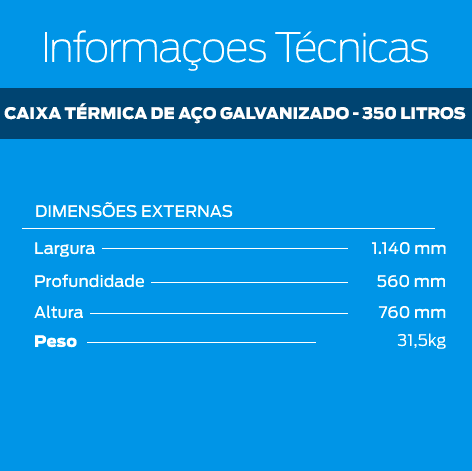 Informaçoes Técnicas
CAIXA TÉRMICA DE AÇO GALVANIZADO - 350 LITROS
DIMENSÕES EXTERNAS
Largura 1.140 mm
Profundidade 560 mm
Altura 760 mm
Peso 31,5kg